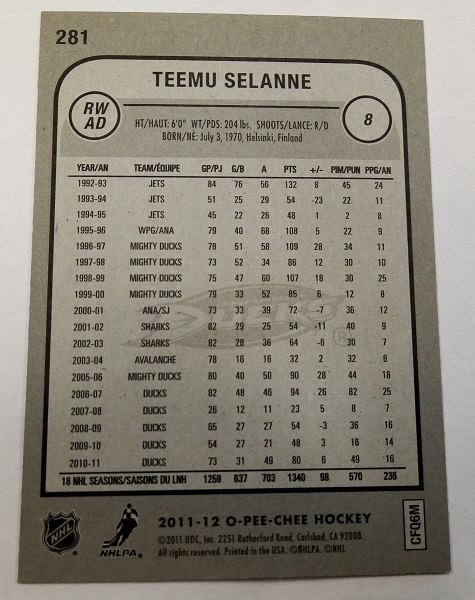 281
TEEMU SELANNE
RW
AD
HT/HAUT: 6'0" WT/PDS: 204 lbs. SHOOTS/LANCE: R/D
BORN/NÉ: July 3, 1970, Helsinki, Finland
8
YEAR/AN TEAM/ÉQUIPE GP/PJ G/B A PTS +/- PIM/PUN PPG/AN
1992-93 JETS 84 76 56 132 8 45 24
1993-94 JETS 51 25 29 54 -23 22 11
1994-95 JETS 45 22 26 48 1 2 8
1995-96 WPG/ANA 79 40 68 108 5 22 9
1996-97 MIGHTY DUCKS 78 51 58 109 28 34 11
1997-98 MIGHTY DUCKS 73 52 34 86 12 30 10
1998-99 MIGHTY DUCKS 75 47 60 107 18 30 25
1999-00 MIGHTY DUCKS 79 33 52 85 6 12 8
2000-01 ANA/SJ 73 33 39 72 -7 36 12
2001-02 SHARKS 82 29 25 54 -11 40 9
2002-03 SHARKS 82 28 36 64 -6 30 7
2003-04 AVALANCHE 78 16 16 32 2 32 6
2005-06 MIGHTY DUCKS 80 40 50 90 28 44 18
2006-07 DUCKS 82 48 46 94 26 82 25
2007-08 DUCKS 26 12 11 23 5 8 7
2008-09 DUCKS 65 27 27 54 -3 36 16
2009-10 DUCKS 54 27 21 48 3 16 14
2010-11 DUCKS 73 31 49 80 6 49 16
18 NHL SEASONS/SAISONS DU LNH 1259 637 703 1340 98 570 236
NHL
NHLPA
2011-12 O-PEE-CHEE HOCKEY
©2011 UDC, Inc. 2251 Rutherford Road, Carlsbad, CA 92008.
All rights reserved. Printed in the USA. ©NHLPA. ©NHL
CFQ6M